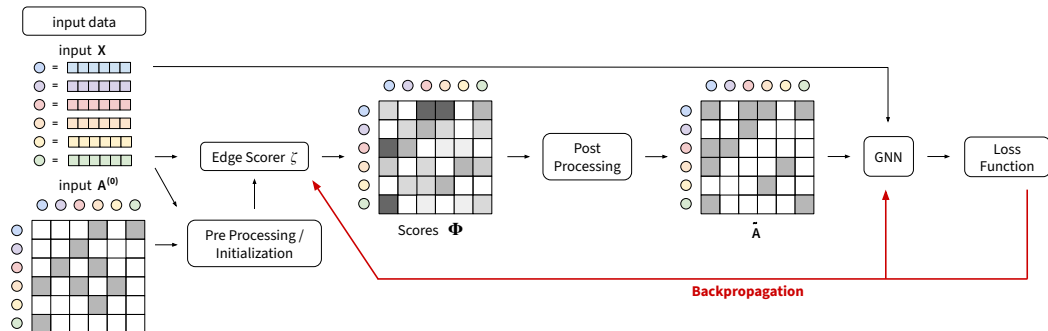 input data
input X
=
=
=
=
=
=
input A⁽⁰⁾
Edge Scorer ζ
Pre Processing /
Initialization
Scores Φ
Post
Processing
Ã
GNN
Loss
Function
Backpropagation